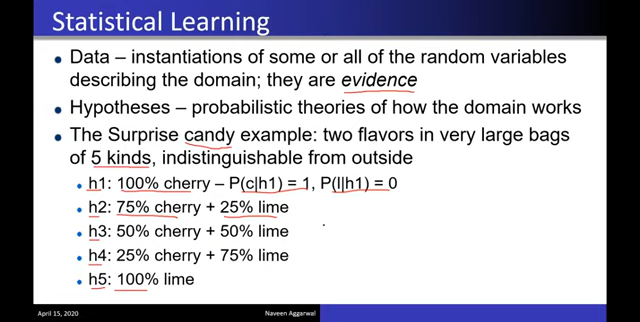 Statistical Learning
• Data – instantiations of some or all of the random variables
describing the domain; they are evidence
• Hypotheses – probabilistic theories of how the domain works
• The Surprise candy example: two flavors in very large bags
of 5 kinds, indistinguishable from outside
• h1: 100% cherry – P(c|h1) = 1, P(l|h1) = 0
• h2: 75% cherry + 25% lime
• h3: 50% cherry + 50% lime
• h4: 25% cherry + 75% lime
• h5: 100% lime
April 15, 2020
Naveen Aggarwal